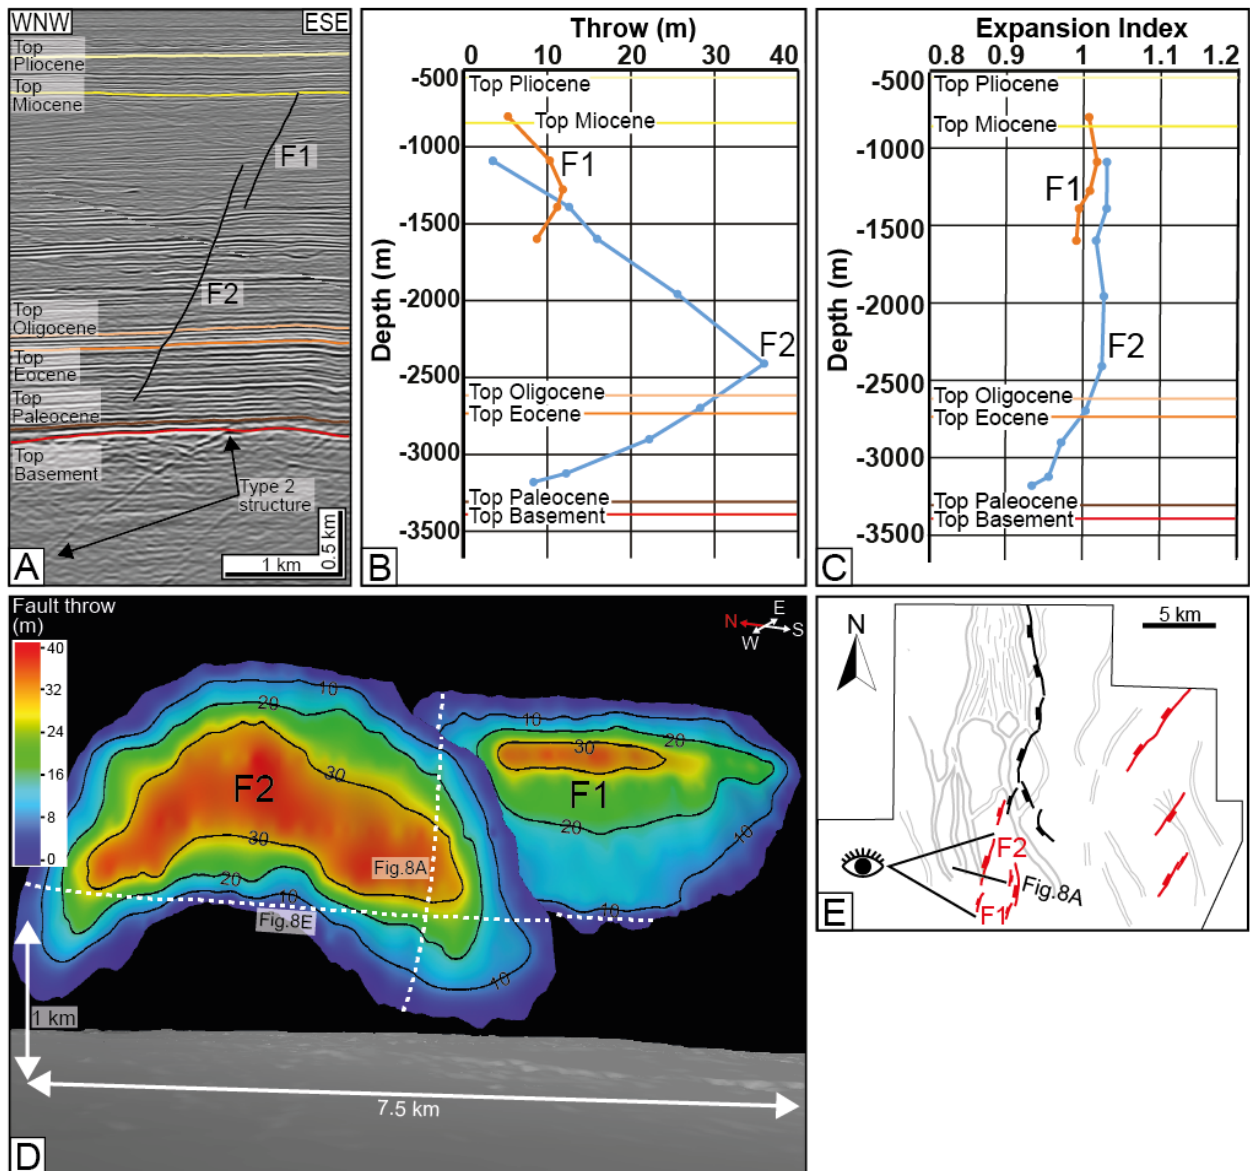 WNW
ESE
Top
Pliocene
Top
Miocene
F1
F2
Top
Oligocene
Top
Eocene
Top
Paleocene
Top
Basement
Type 2
structure
1 km
0.5 km
A
Throw (m)
0 10 20 30 40
Depth (m)
-500
-1000
-1500
-2000
-2500
-3000
-3500
Top Pliocene
Top Miocene
F1
F2
Top Oligocene
Top Eocene
Top Paleocene
Top Basement
B
Expansion Index
0.8 0.9 1 1.1 1.2
Depth (m)
-500
-1000
-1500
-2000
-2500
-3000
-3500
Top Pliocene
Top Miocene
F1
F2
Top Oligocene
Top Eocene
Top Paleocene
Top Basement
C
Fault throw
(m)
40
32
24
16
8
0
N E
W S
10
20
30
F2
30
20
10
Fig.8A
Fig.8E
10
10
20
30
F1
20
10
10
1 km
7.5 km
D
N
5 km
F2
Fig.8A
F1
E